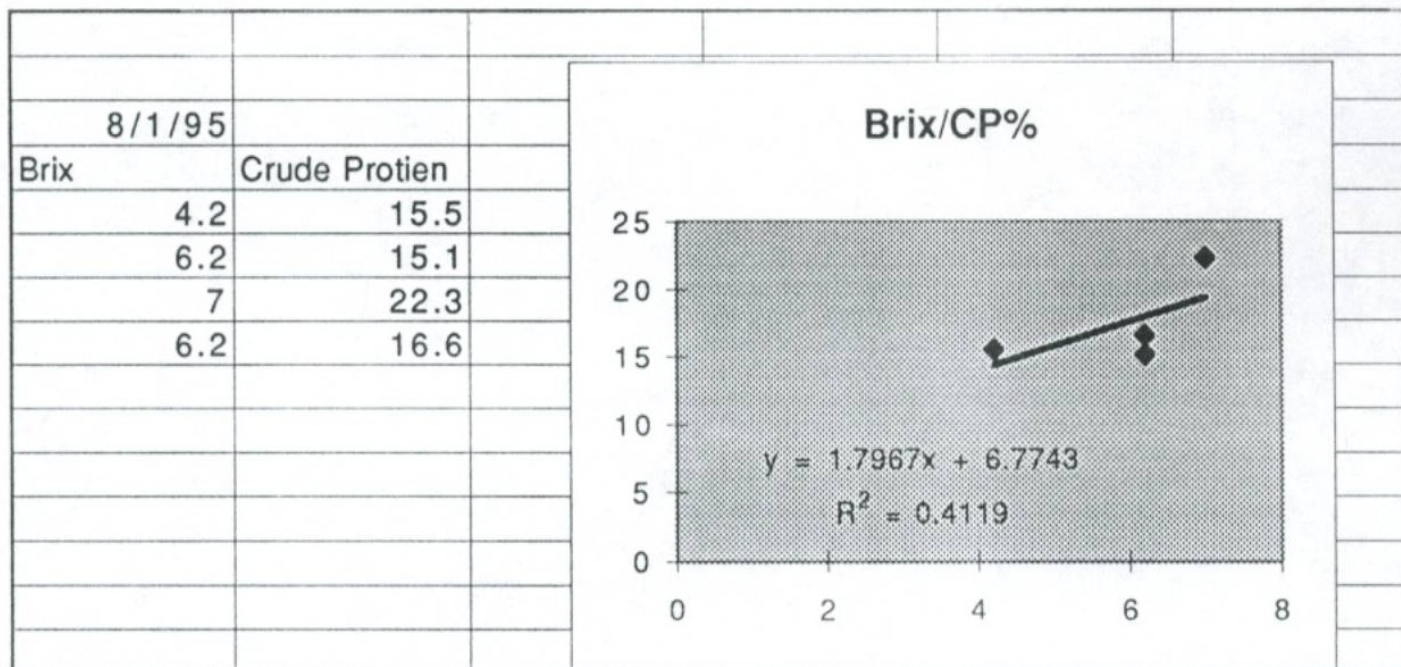 8/1/95
Brix Crude Protien
4.2 15.5
6.2 15.1
7 22.3
6.2 16.6
Brix/CP%
25
20
15
10
5
0
y = 1.7967x + 6.7743
R² = 0.4119
0 2 4 6 8